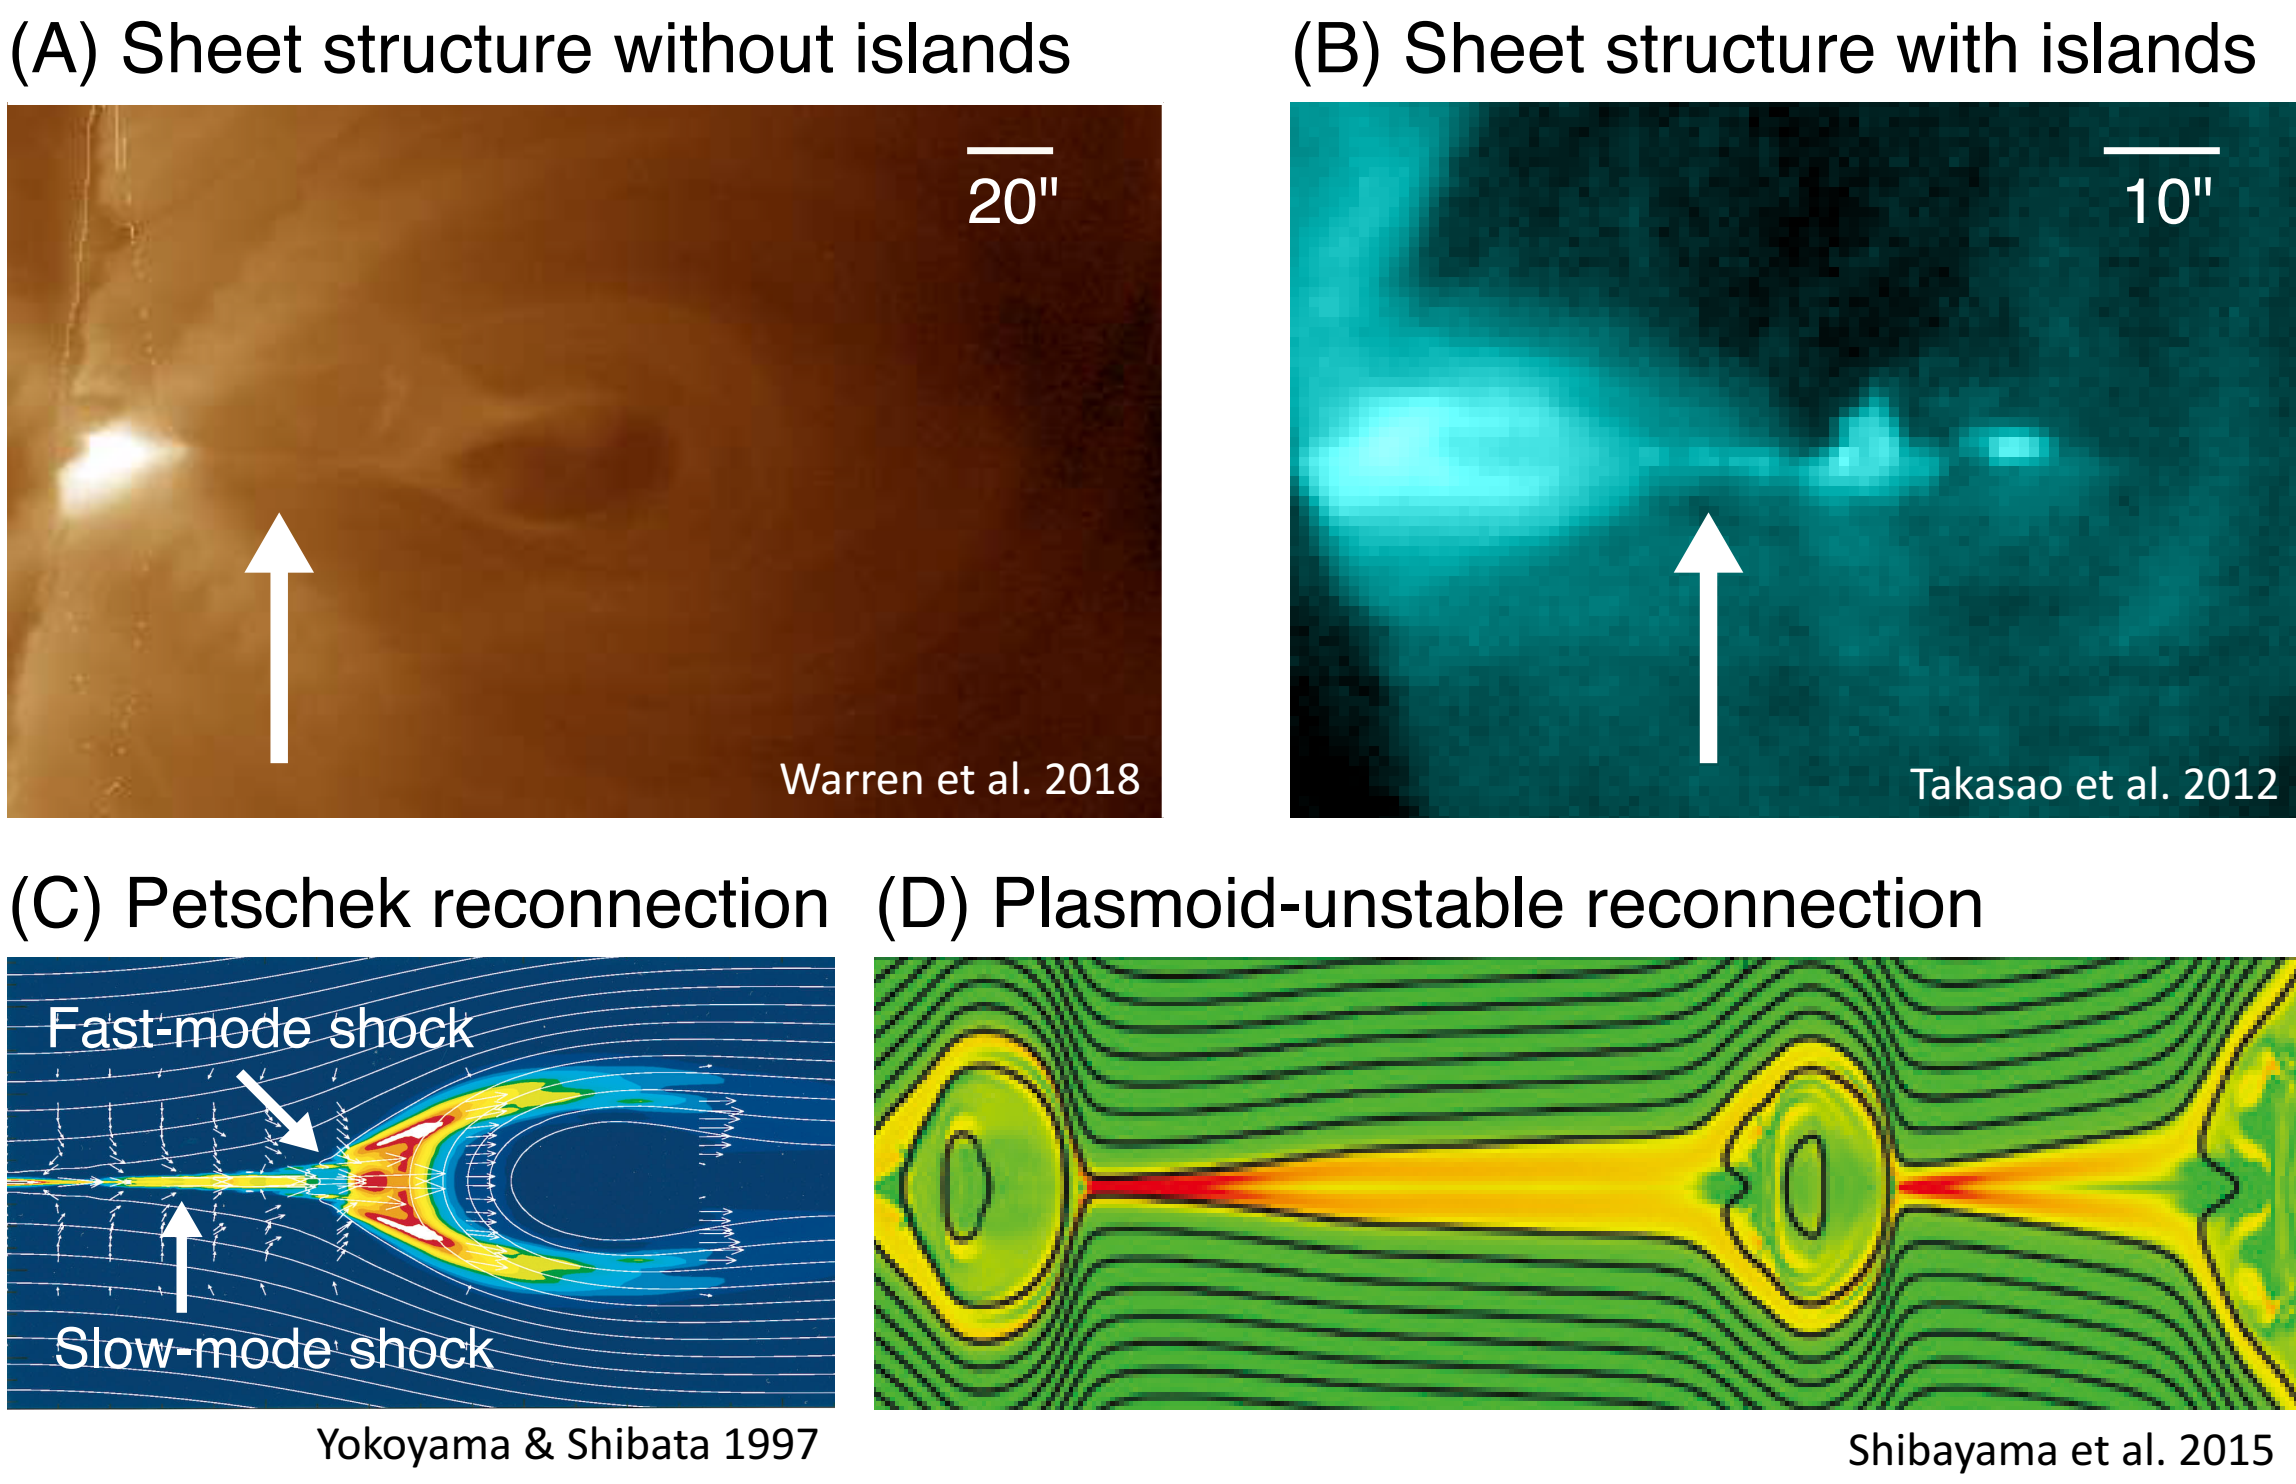 (A) Sheet structure without islands
(B) Sheet structure with islands
20"
10"
Warren et al. 2018
Takasao et al. 2012
(C) Petschek reconnection
(D) Plasmoid-unstable reconnection
Fast-mode shock
Slow-mode shock
Yokoyama & Shibata 1997
Shibayama et al. 2015